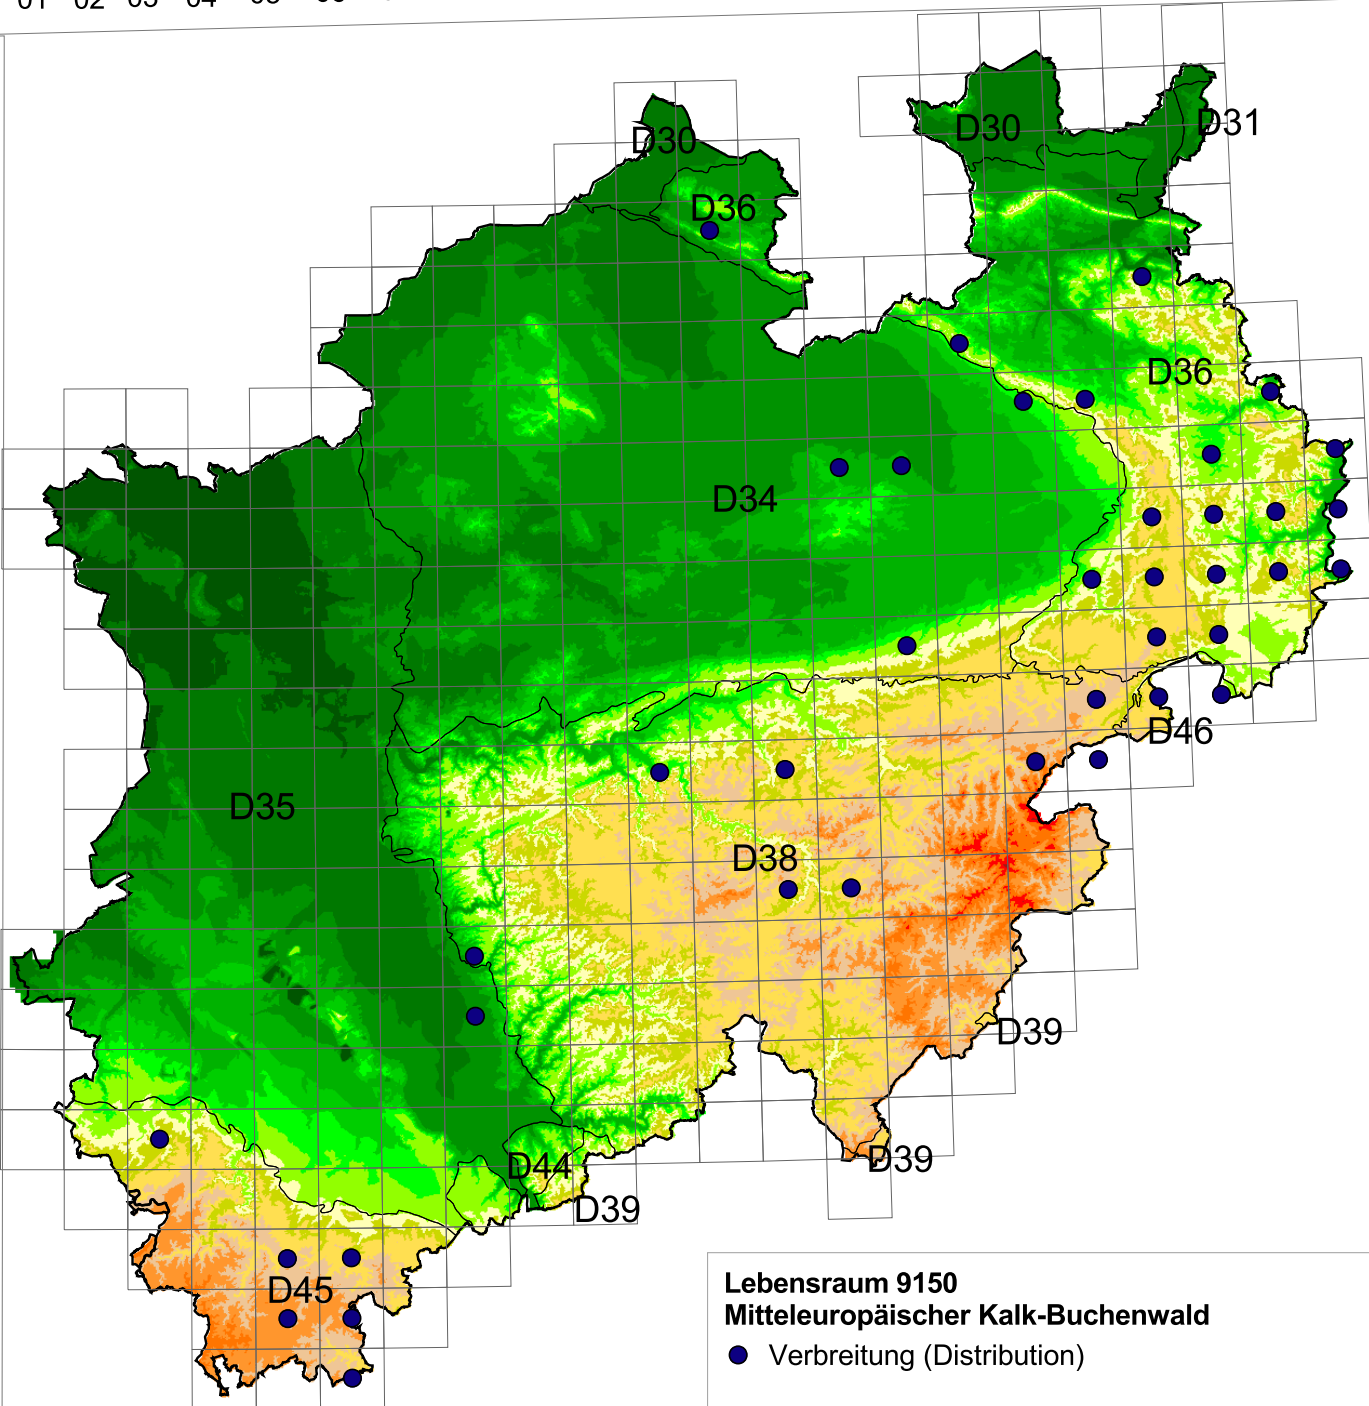 D30
D30
D31
D36
D36
D34
D46
D35
D38
D39
D39
D44
D39
D45
Lebensraum 9150
Mitteleuropäischer Kalk-Buchenwald
Verbreitung (Distribution)